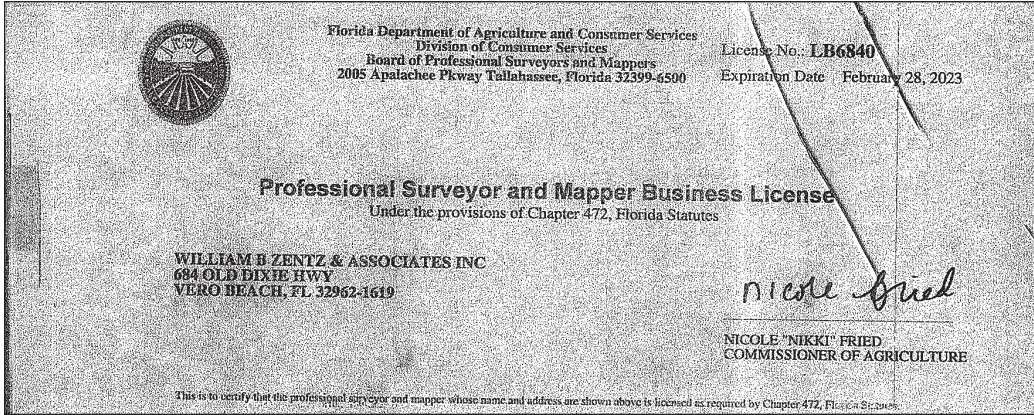 Florida Department of Agriculture and Consumer Services
Division of Consumer Services
Board of Professional Surveyors and Mappers
2005 Apalachee Pkway Tallahassee, Florida 32399-6500
License No.: LB6840
Expiration Date February 28, 2023
Professional Surveyor and Mapper Business License
Under the provisions of Chapter 472, Florida Statutes
WILLIAM B ZENTZ & ASSOCIATES INC
684 OLD DIXIE HWY
VERO BEACH, FL 32962-1619
nicole fried
NICOLE "NIKKI" FRIED
COMMISSIONER OF AGRICULTURE
This is to certify that the professional surveyor and mapper whose name and address are shown above is licensed as required by Chapter 472, Florida Statutes.